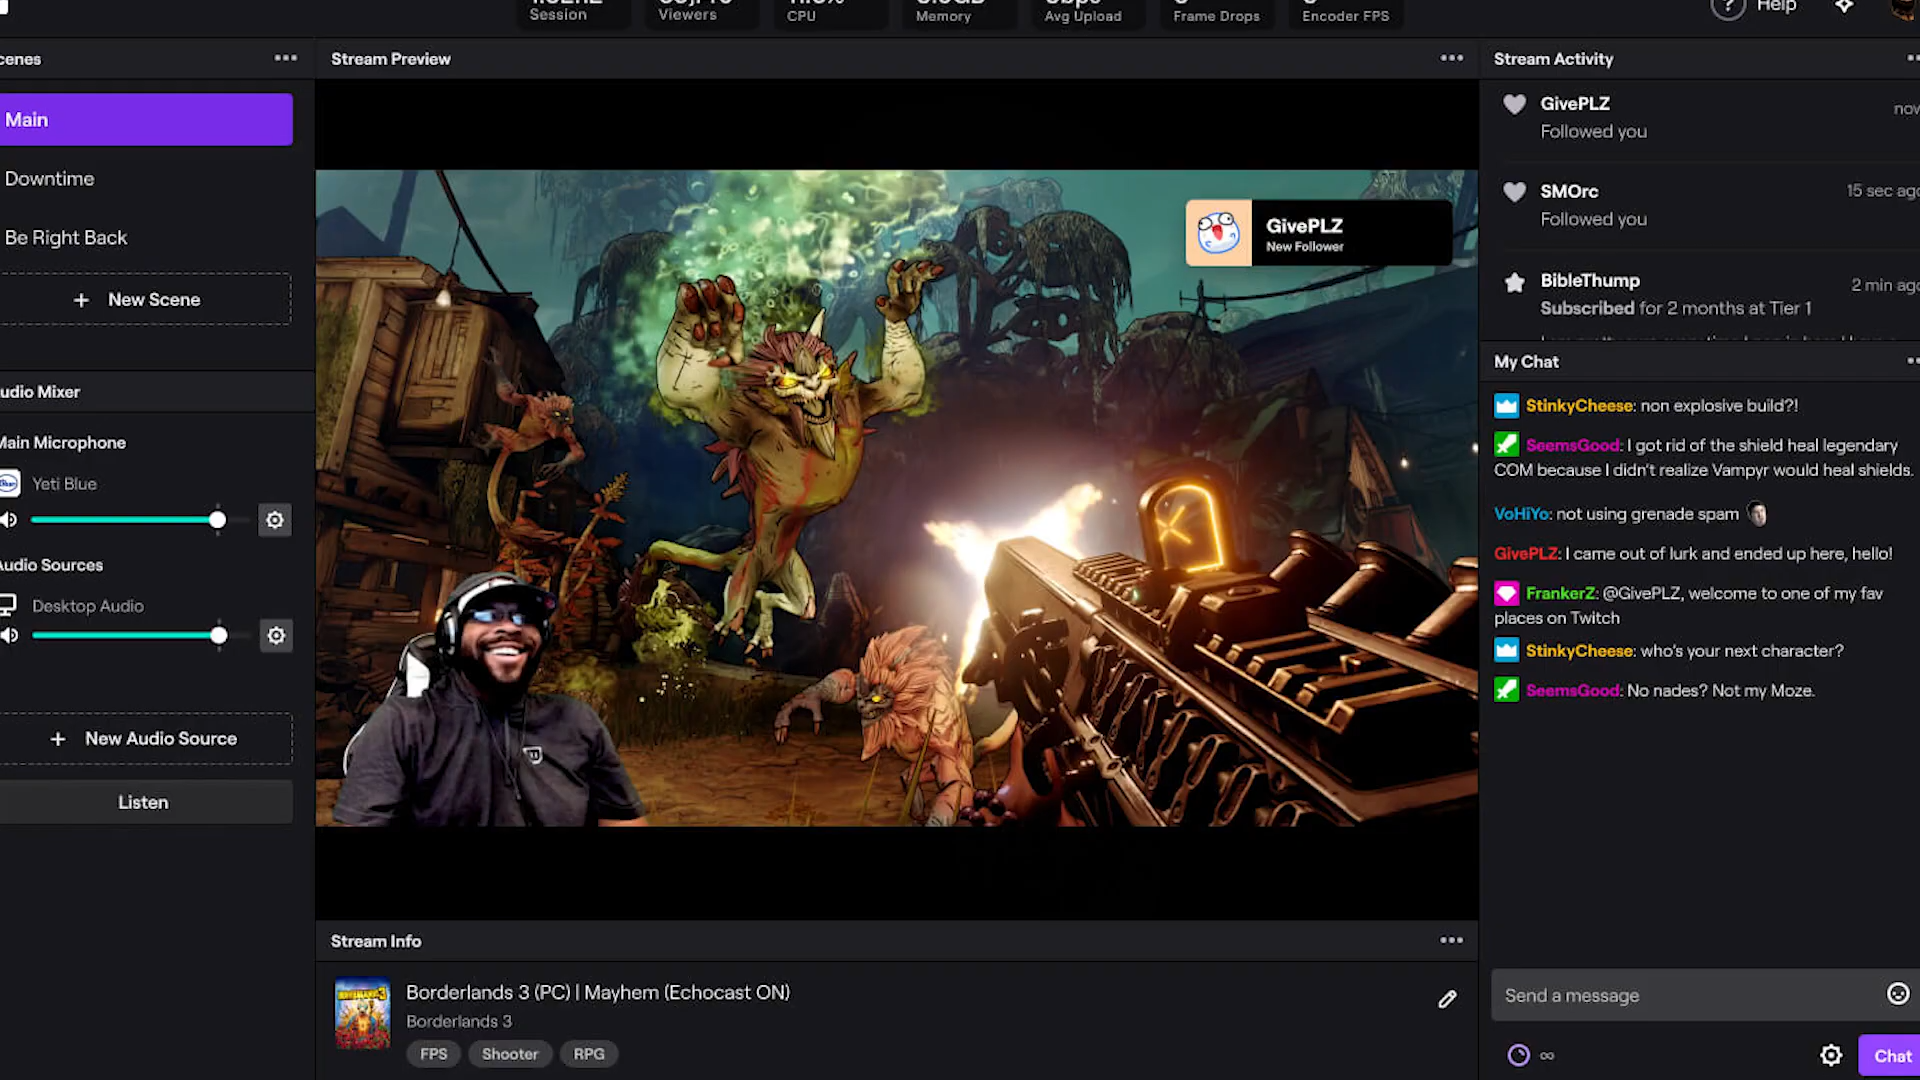 Session
Viewers
CPU
Memory
Avg Upload
Frame Drops
Encoder FPS
Help
cenes
Main
Downtime
Be Right Back
+ New Scene
udio Mixer
Main Microphone
Yeti Blue
Audio Sources
Desktop Audio
+ New Audio Source
Listen
Stream Preview
GivePLZ
New Follower
Stream Info
Borderlands 3 (PC) | Mayhem (Echocast ON)
Borderlands 3
FPS
Shooter
RPG
Stream Activity
GivePLZ
now
Followed you
SMOrc
15 sec ago
Followed you
BibleThump
2 min ago
Subscribed for 2 months at Tier 1
My Chat
StinkyCheese: non explosive build?!
SeemsGood: I got rid of the shield heal legendary
COM because I didn't realize Vampyr would heal shields.
VoHiYo: not using grenade spam
GivePLZ: I came out of lurk and ended up here, hello!
FrankerZ: @GivePLZ, welcome to one of my fav
places on Twitch
StinkyCheese: who's your next character?
SeemsGood: No nades? Not my Moze.
Send a message
∞
Chat